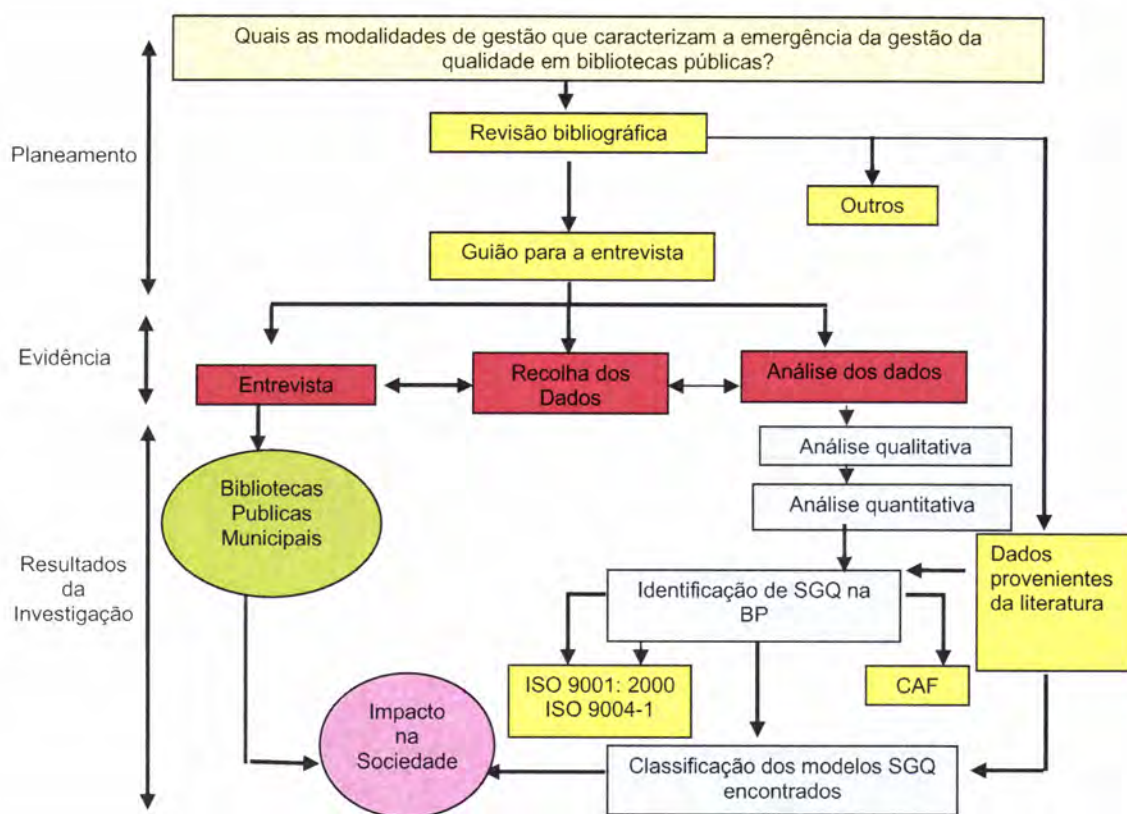 Quais as modalidades de gestão que caracterizam a emergência da gestão da
qualidade em bibliotecas públicas?
Planeamento
Revisão bibliográfica
Outros
Guião para a entrevista
Evidência
Entrevista
Recolha dos
Dados
Análise dos dados
Análise qualitativa
Análise quantitativa
Bibliotecas
Publicas
Municipais
Resultados
da
Investigação
Dados
provenientes
da literatura
Identificação de SGQ na
BP
ISO 9001: 2000
ISO 9004-1
CAF
Impacto
na
Sociedade
Classificação dos modelos SGQ
encontrados